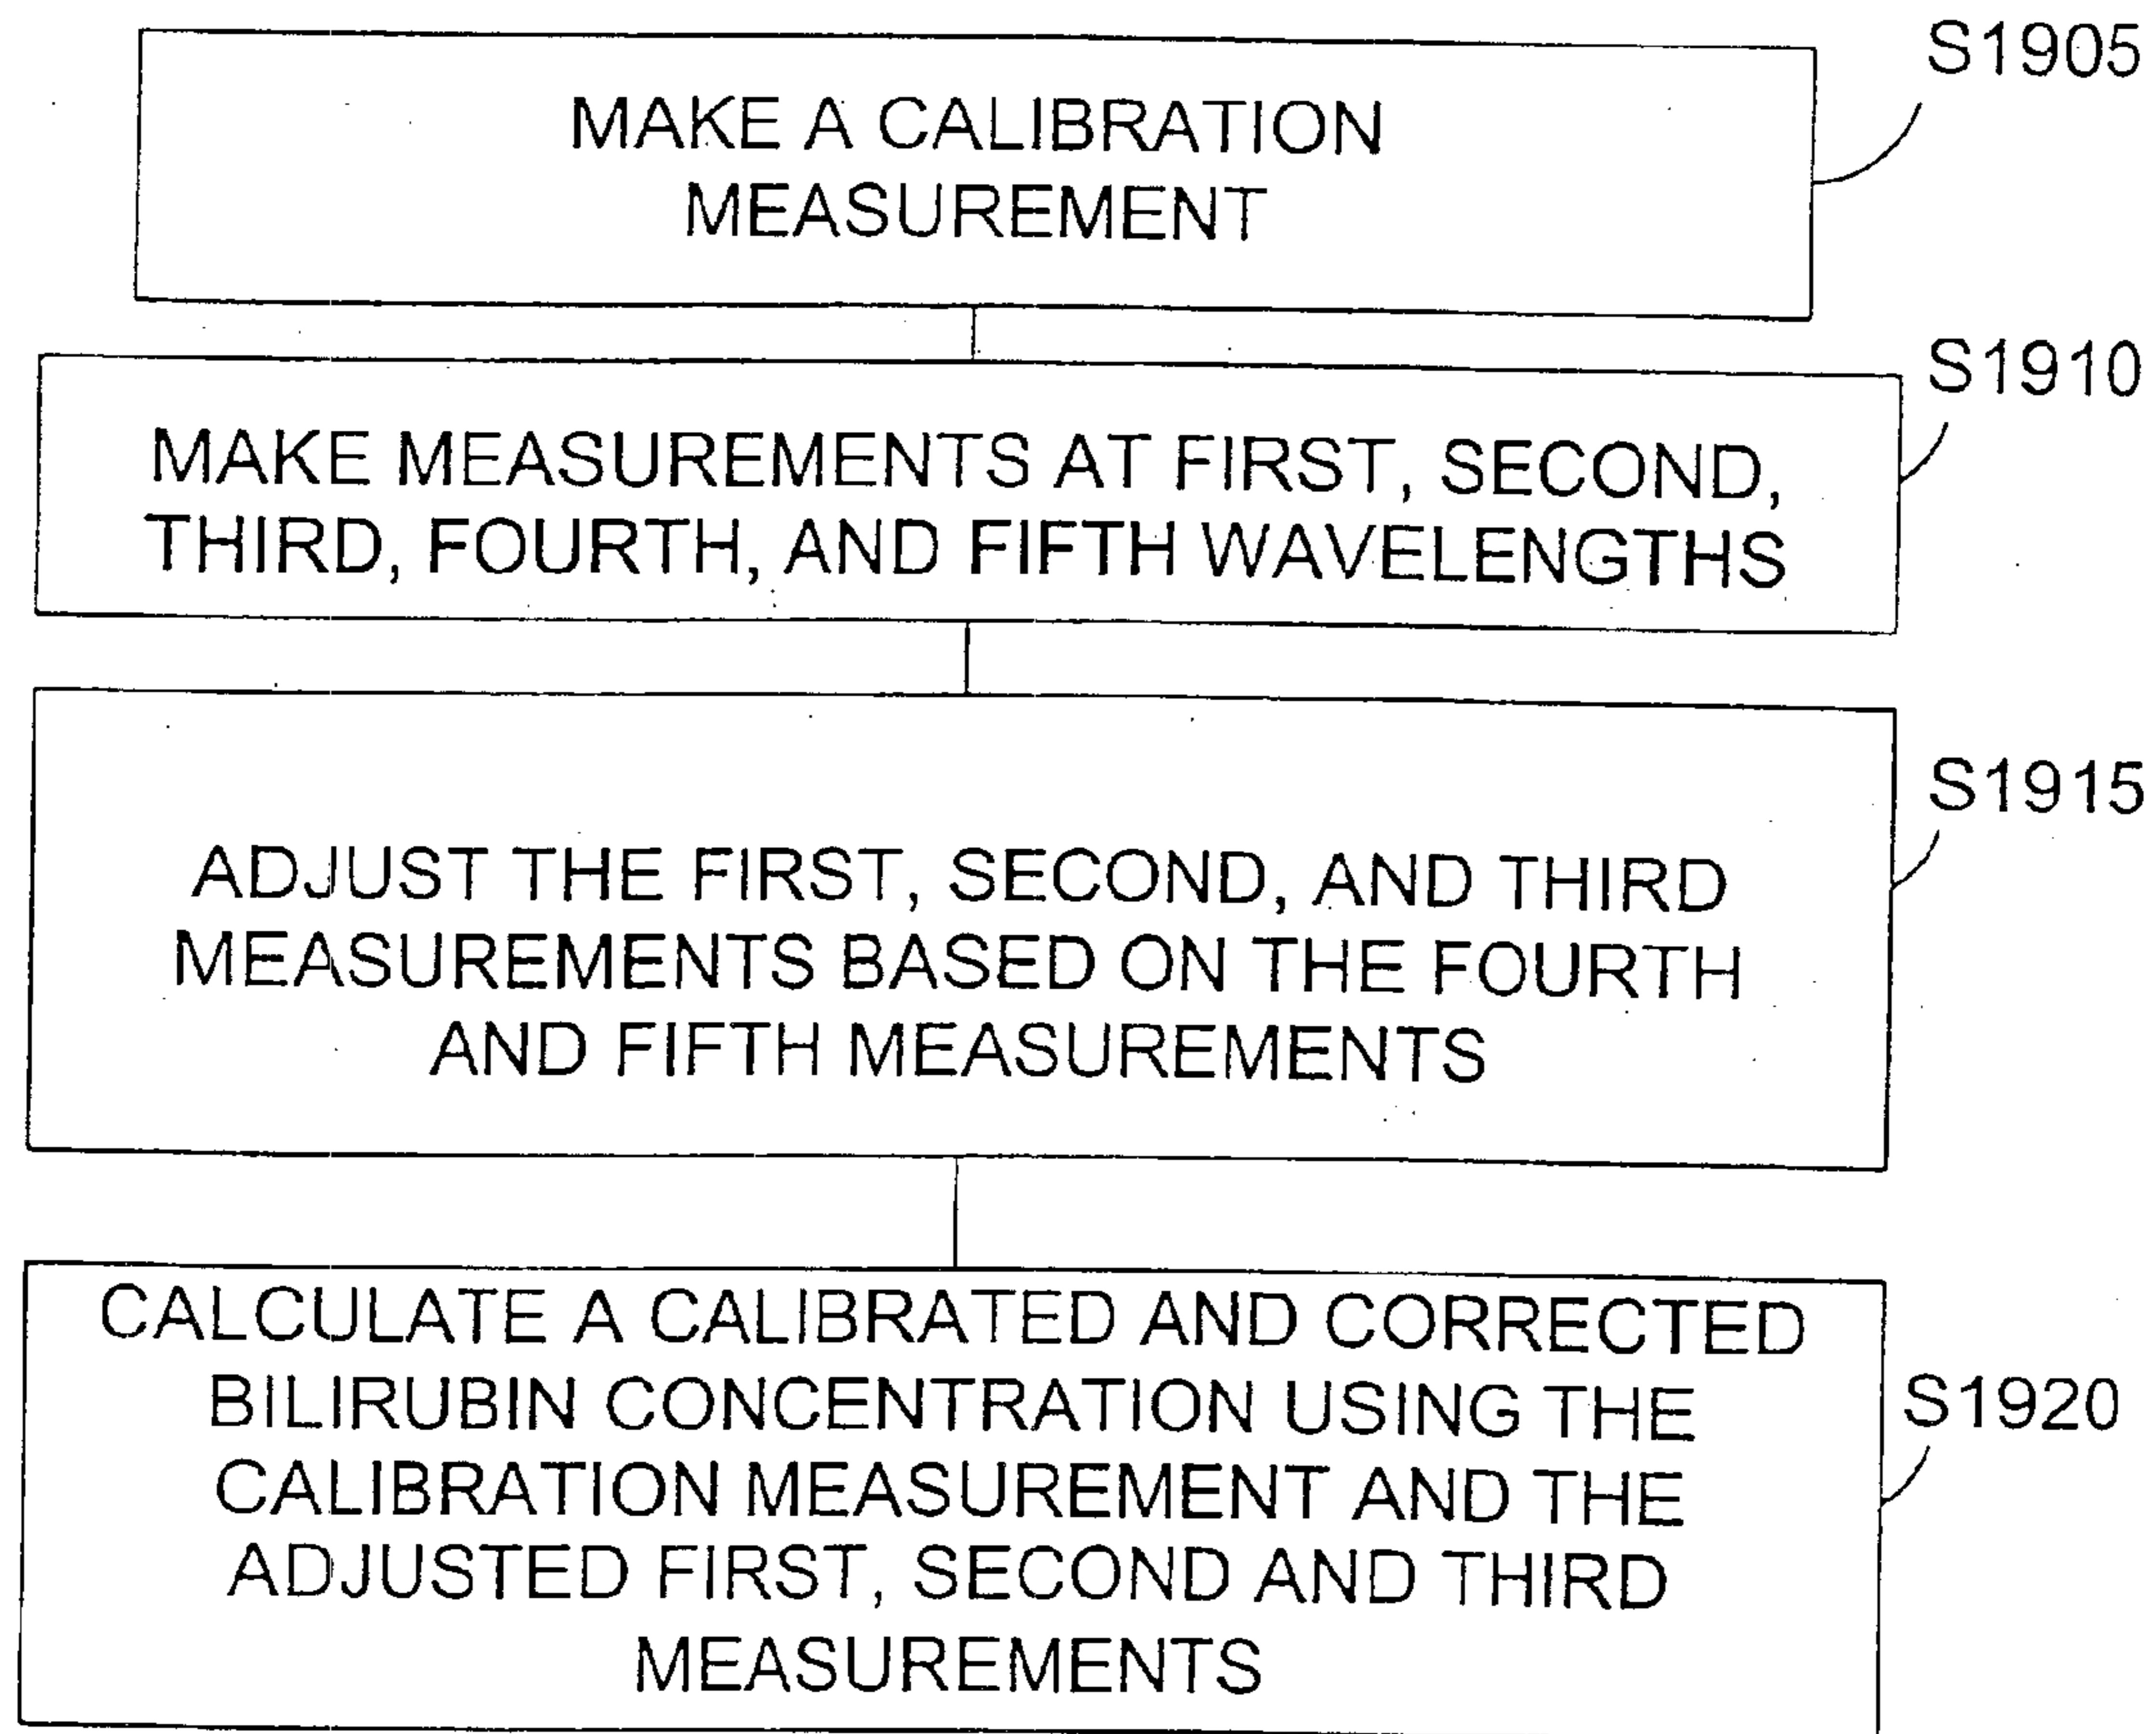 S1905
MAKE A CALIBRATION
MEASUREMENT
S1910
MAKE MEASUREMENTS AT FIRST, SECOND,
THIRD, FOURTH, AND FIFTH WAVELENGTHS
S1915
ADJUST THE FIRST, SECOND, AND THIRD
MEASUREMENTS BASED ON THE FOURTH
AND FIFTH MEASUREMENTS
CALCULATE A CALIBRATED AND CORRECTED
BILIRUBIN CONCENTRATION USING THE
S1920
CALIBRATION MEASUREMENT AND THE
ADJUSTED FIRST, SECOND AND THIRD
MEASUREMENTS